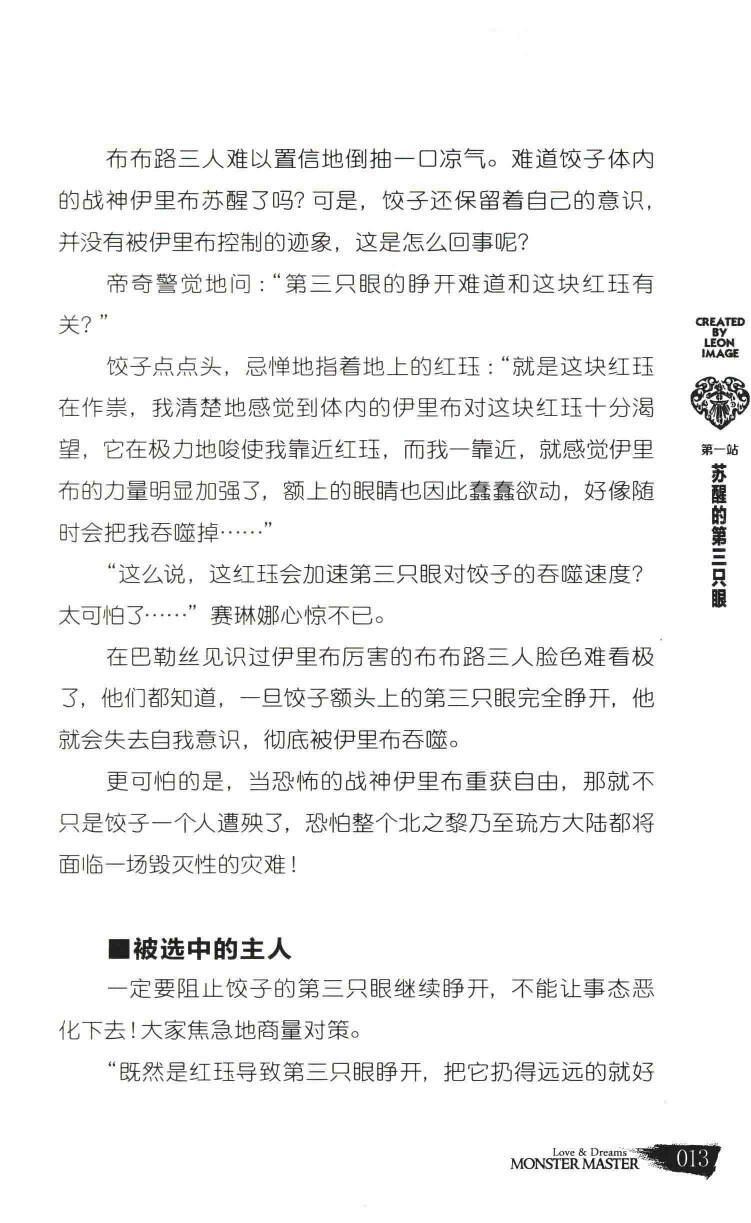 布布路三人难以置信地倒抽一口凉气。难道饺子体内
的战神伊里布苏醒了吗?可是，饺子还保留着自己的意识，
并没有被伊里布控制的迹象，这是怎么回事呢?
帝奇警觉地问：“第三只眼的睁开难道和这块红珏有
关?”
饺子点点头，忌惮地指着地上的红珏：“就是这块红珏
在作祟，我清楚地感觉到体内的伊里布对这块红珏十分渴
望，它在极力地唆使我靠近红珏，而我一靠近，就感觉伊里
布的力量明显加强了，额上的眼睛也因此蠢蠢欲动，好像随
时会把我吞噬掉……”
“这么说，这红珏会加速第三只眼对饺子的吞噬速度?
太可怕了……”赛琳娜心惊不已。
在巴勒丝见识过伊里布厉害的布布路三人脸色难看极
了，他们都知道，一旦饺子额头上的第三只眼完全睁开，他
就会失去自我意识，彻底被伊里布吞噬。
更可怕的是，当恐怖的战神伊里布重获自由，那就不
只是饺子一个人遭殃了，恐怕整个北之黎乃至琉方大陆都将
面临一场毁灭性的灾难!
■被选中的主人
一定要阻止饺子的第三只眼继续睁开，不能让事态恶
化下去!大家焦急地商量对策。
“既然是红珏导致第三只眼睁开，把它扔得远远的就好
CREATED
BY
LEON
IMAGE
第一站
苏醒的第三只眼
Love & Dreams
MONSTER MASTER
013